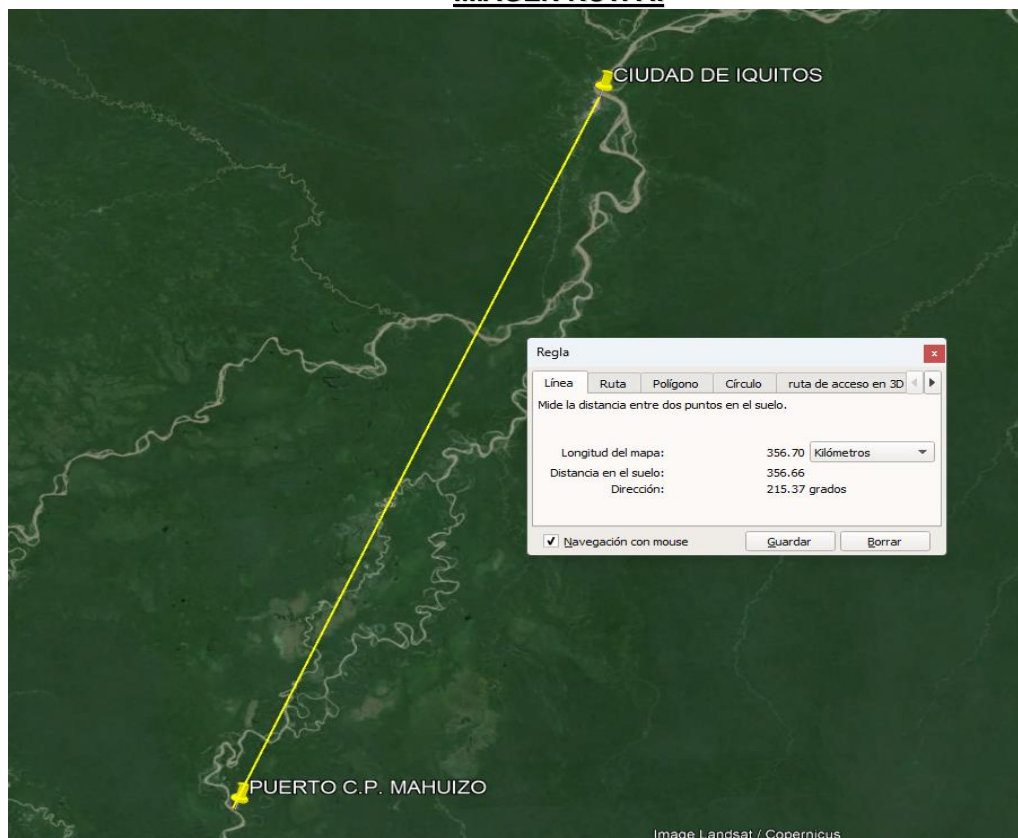 CIUDAD DE IQUITOS
Regla
Línea Ruta Polígono Círculo ruta de acceso en 3D
Mide la distancia entre dos puntos en el suelo.
Longitud del mapa: 356.70 Kilómetros
Distancia en el suelo: 356.66
Dirección: 215.37 grados
Navegación con mouse Guardar Borrar
PUERTO C.P. MAHUIZO
Image Landsat / Copernicus